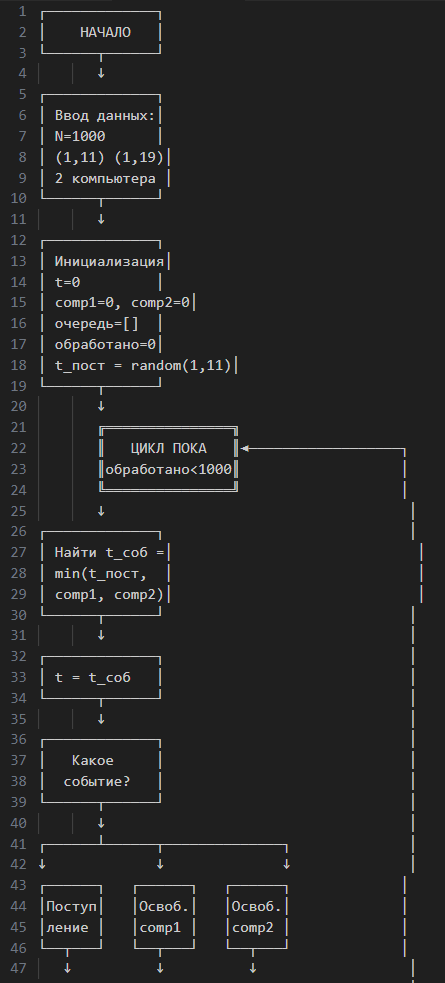 1
2 НАЧАЛО
3
4
5
6 Ввод данных:
7 N=1000
8 (1,11) (1,19)
9 2 компьютера
10
11
12
13 Инициализация
14 t=0
15 comp1=0, comp2=0
16 очередь=[]
17 обработано=0
18 t_пост = random(1,11)
19
20
21
22 ЦИКЛ ПОКА
23 обработано<1000
24
25
26
27 Найти t_соб =
28 min(t_пост,
29 comp1, comp2)
30
31
32
33 t = t_соб
34
35
36
37 Какое
38 событие?
39
40
41
42
43
44 Поступ Освоб. Освоб.
45 ление comp1 comp2
46
47